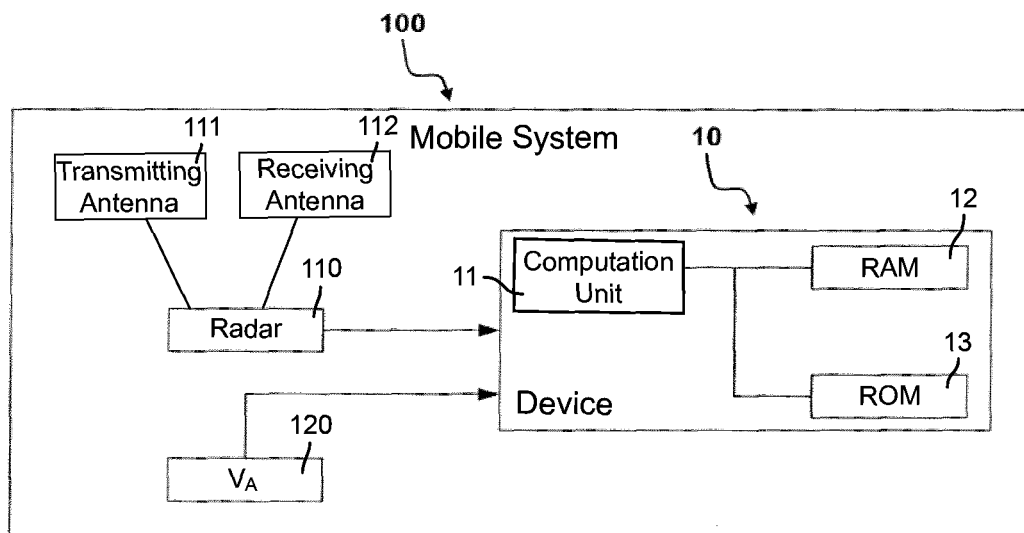 100
Mobile System
111
112
10
Transmitting
Antenna
Receiving
Antenna
12
Computation
Unit
11
RAM
110
Radar
13
ROM
Device
120
VA